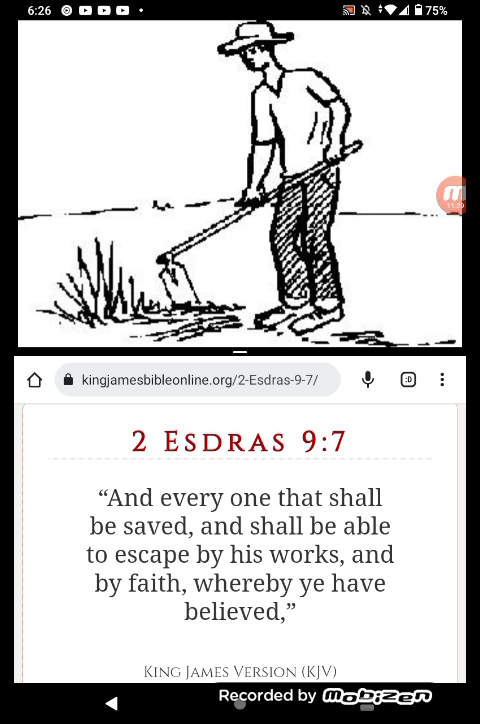 6:26
75%
11:29
kingjamesbibleonline.org/2-Esdras-9-7/
:D
2 ESDRAS 9:7
“And every one that shall
be saved, and shall be able
to escape by his works, and
by faith, whereby ye have
believed,”
KING JAMES VERSION (KJV)
Recorded by Mobizen